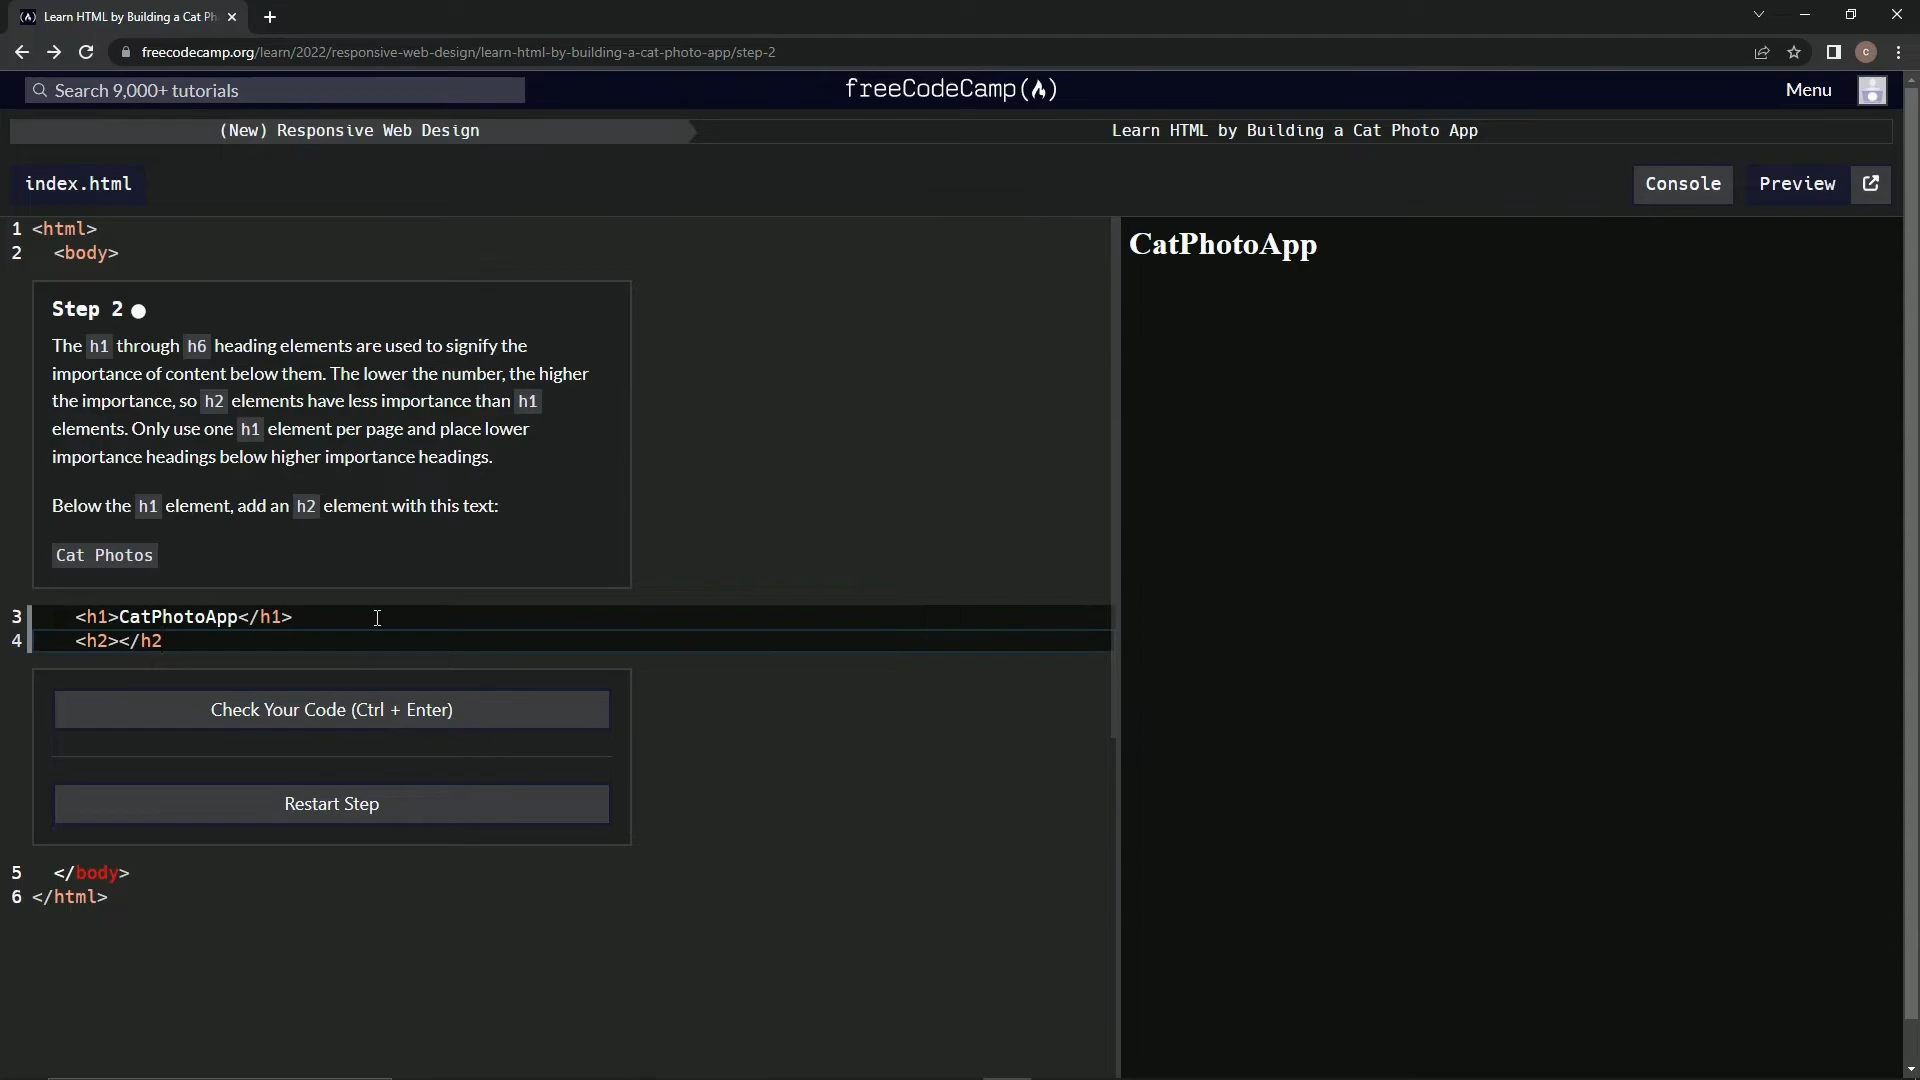 Learn HTML by Building a Cat Ph
freecodecamp.org/learn/2022/responsive-web-design/learn-html-by-building-a-cat-photo-app/step-2
c
Search 9,000+ tutorials
freeCodeCamp
Menu
(New) Responsive Web Design
Learn HTML by Building a Cat Photo App
index.html
Console
Preview
1 <html>
2 <body>
CatPhotoApp
Step 2
The h1 through h6 heading elements are used to signify the
importance of content below them. The lower the number, the higher
the importance, so h2 elements have less importance than h1
elements. Only use one h1 element per page and place lower
importance headings below higher importance headings.
Below the h1 element, add an h2 element with this text:
Cat Photos
3 <h1>CatPhotoApp</h1>
4 <h2></h2
Check Your Code (Ctrl + Enter)
Restart Step
5 </body>
6 </html>